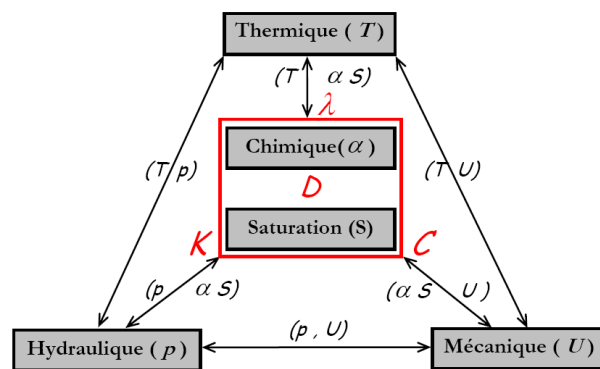 Thermique ( T )
(T α S)
λ
Chimique(α)
(T p)
D
(T U)
Saturation (S)
K
C
(p α S)
(α S U)
(p , U)
Hydraulique ( p )
Mécanique ( U )